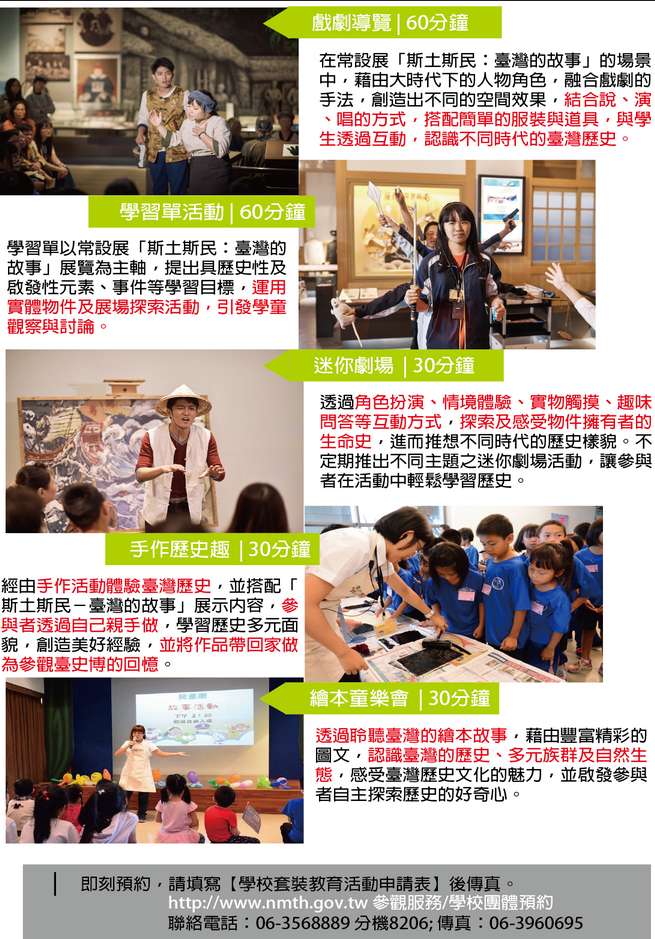 戲劇導覽 | 60分鐘
在常設展「斯土斯民：臺灣的故事」的場景
中，藉由大時代下的人物角色，融合戲劇的
手法，創造出不同的空間效果，結合說、演
、唱的方式，搭配簡單的服裝與道具，與學
生透過互動，認識不同時代的臺灣歷史。
學習單活動 | 60分鐘
學習單以常設展「斯土斯民：臺灣的
故事」展覽為主軸，提出具歷史性及
啟發性元素、事件等學習目標，運用
實體物件及展場探索活動，引發學童
觀察與討論。
迷你劇場 | 30分鐘
透過角色扮演、情境體驗、實物觸摸、趣味
問答等互動方式，探索及感受物件擁有者的
生命史，進而推想不同時代的歷史樣貌。不
定期推出不同主題之迷你劇場活動，讓參與
者在活動中輕鬆學習歷史。
手作歷史趣 | 30分鐘
經由手作活動體驗臺灣歷史，並搭配「
斯土斯民－臺灣的故事」展示內容，參
與者透過自己親手做，學習歷史多元面
貌，創造美好經驗，並將作品帶回家做
為參觀臺史博的回憶。
繪本童樂會 | 30分鐘
透過聆聽臺灣的繪本故事，藉由豐富精彩的
圖文，認識臺灣的歷史、多元族群及自然生
態，感受臺灣歷史文化的魅力，並啟發參與
者自主探索歷史的好奇心。
兒童廳
故事活動
下午 2：30
即刻預約，請填寫【學校套裝教育活動申請表】後傳真。
http://www.nmth.gov.tw 參觀服務/學校團體預約
聯絡電話：06-3568889 分機8206; 傳真：06-3960695